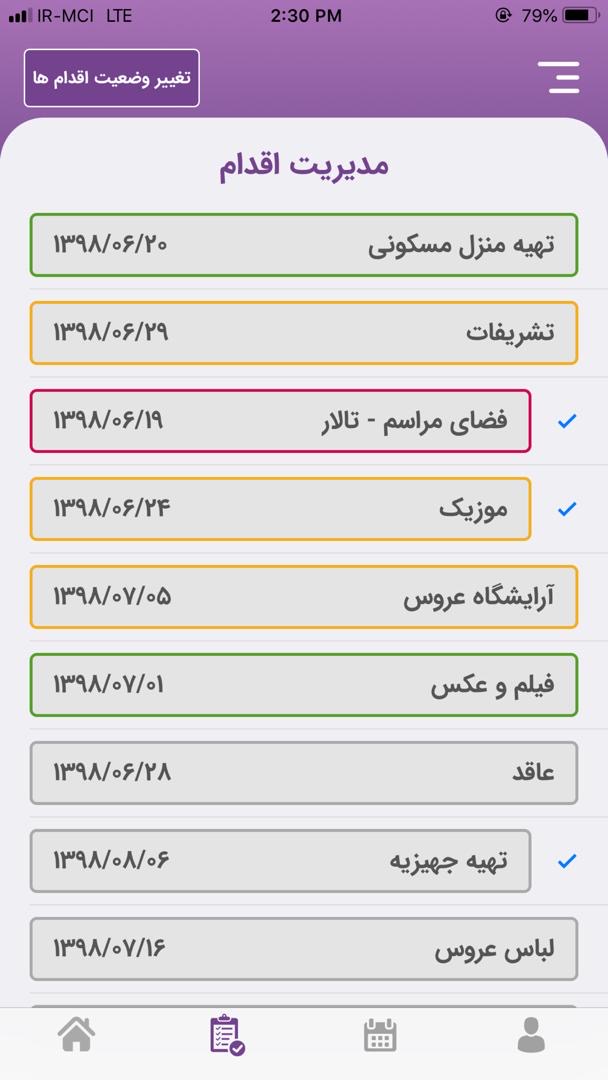 IR-MCI LTE 2:30 PM 79%
تغییر وضعیت اقدام ها
مدیریت اقدام
تهیه منزل مسکونی ۱۳۹۸/۰۶/۲۰
تشریفات ۱۳۹۸/۰۶/۲۹
فضای مراسم - تالار ۱۳۹۸/۰۶/۱۹
موزیک ۱۳۹۸/۰۶/۲۴
آرایشگاه عروس ۱۳۹۸/۰۷/۰۵
فیلم و عکس ۱۳۹۸/۰۷/۰۱
عاقد ۱۳۹۸/۰۶/۲۸
تهیه جهیزیه ۱۳۹۸/۰۸/۰۶
لباس عروس ۱۳۹۸/۰۷/۱۶